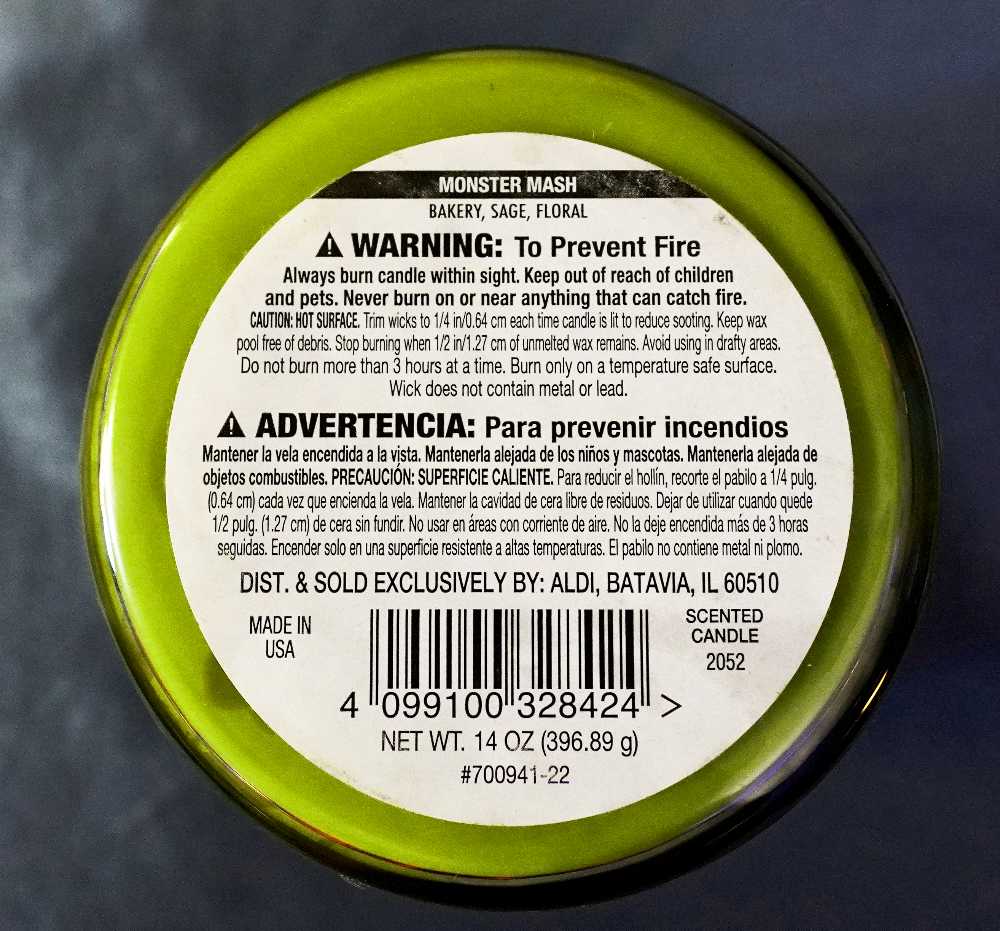 MONSTER MASH
BAKERY, SAGE, FLORAL
⚠ WARNING: To Prevent Fire
Always burn candle within sight. Keep out of reach of children
and pets. Never burn on or near anything that can catch fire.
CAUTION: HOT SURFACE. Trim wicks to 1/4 in/0.64 cm each time candle is lit to reduce sooting. Keep wax
pool free of debris. Stop burning when 1/2 in/1.27 cm of unmelted wax remains. Avoid using in drafty areas.
Do not burn more than 3 hours at a time. Burn only on a temperature safe surface.
Wick does not contain metal or lead.
⚠ ADVERTENCIA: Para prevenir incendios
Mantener la vela encendida a la vista. Mantenerla alejada de los niños y mascotas. Mantenerla alejada de
objetos combustibles. PRECAUCIÓN: SUPERFICIE CALIENTE. Para reducir el hollín, recorte el pabilo a 1/4 pulg.
(0.64 cm) cada vez que encienda la vela. Mantener la cavidad de cera libre de residuos. Dejar de utilizar cuando quede
1/2 pulg. (1.27 cm) de cera sin fundir. No usar en áreas con corriente de aire. No la deje encendida más de 3 horas
seguidas. Encender solo en una superficie resistente a altas temperaturas. El pabilo no contiene metal ni plomo.
DIST. & SOLD EXCLUSIVELY BY: ALDI, BATAVIA, IL 60510
MADE IN
USA
SCENTED
CANDLE
2052
4 099100 328424 >
NET WT. 14 OZ (396.89 g)
#700941-22